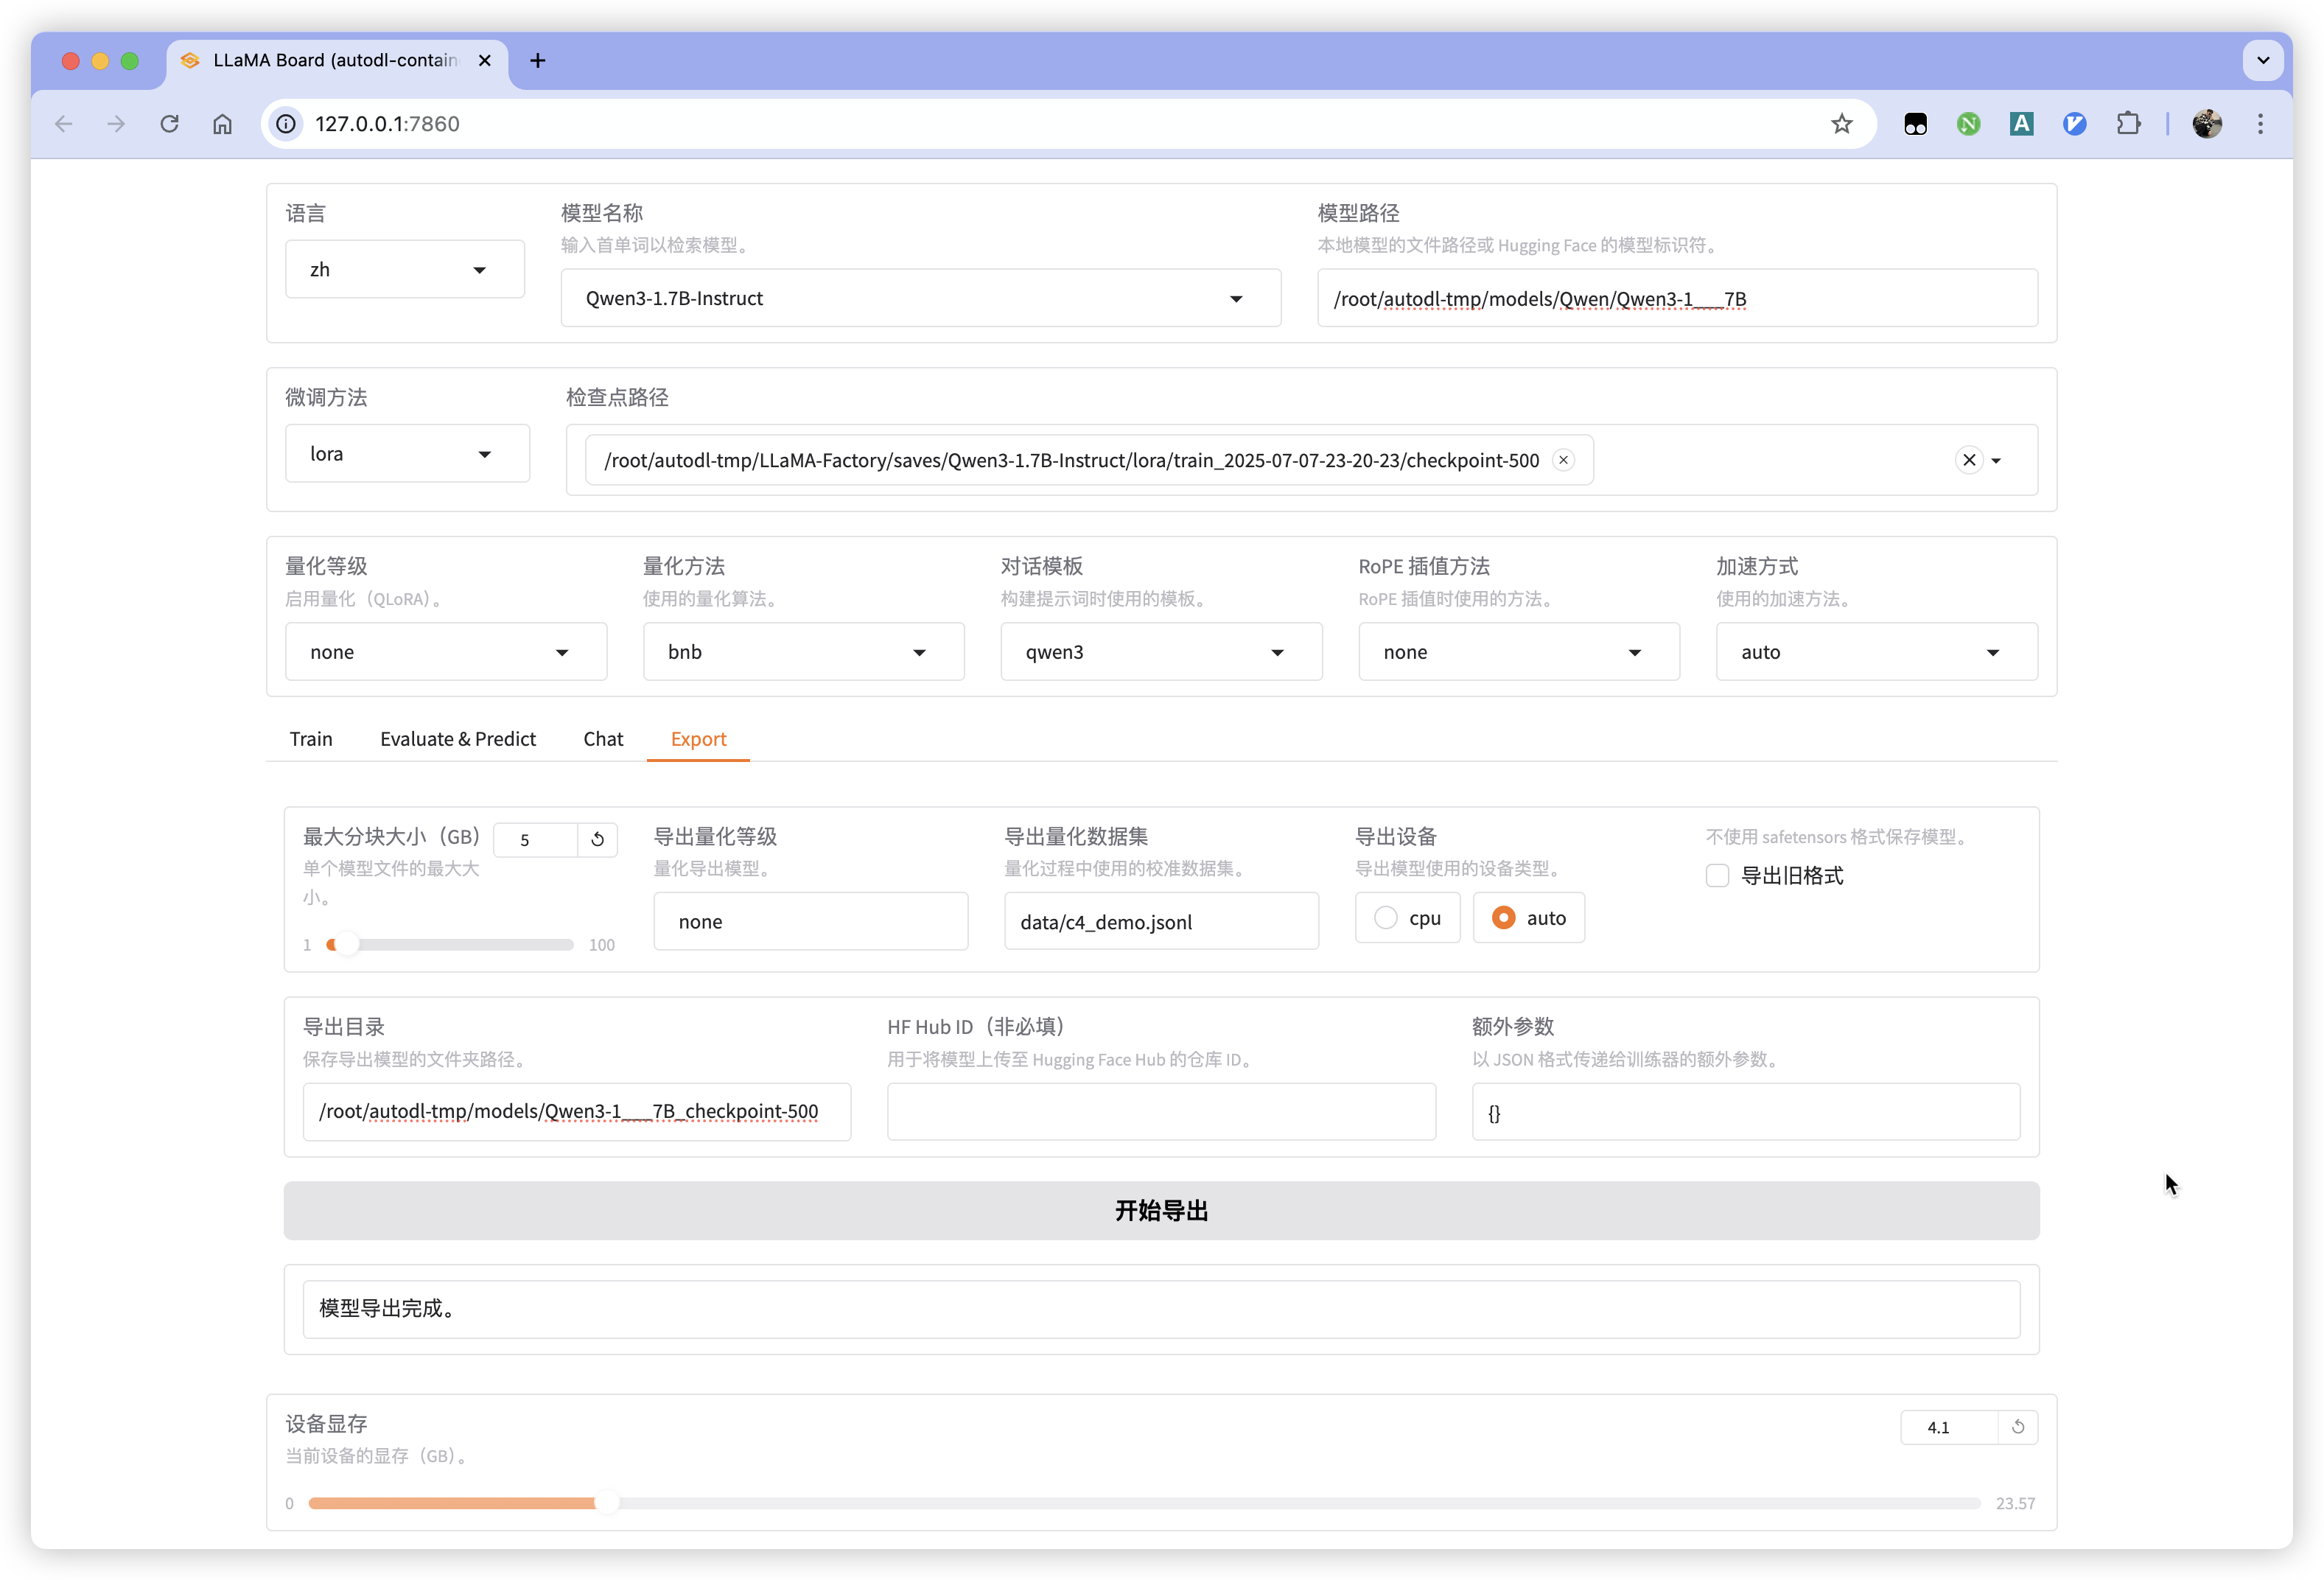 LLaMA Board (autodl-contain
127.0.0.1:7860
语言
zh
模型名称
输入首单词以检索模型。
Qwen3-1.7B-Instruct
模型路径
本地模型的文件路径或 Hugging Face 的模型标识符。
/root/autodl-tmp/models/Qwen/Qwen3-1___7B
微调方法
lora
检查点路径
/root/autodl-tmp/LLaMA-Factory/saves/Qwen3-1.7B-Instruct/lora/train_2025-07-07-23-20-23/checkpoint-500
量化等级
启用量化（QLoRA）。
none
量化方法
使用的量化算法。
bnb
对话模板
构建提示词时使用的模板。
qwen3
RoPE 插值方法
RoPE 插值时使用的方法。
none
加速方式
使用的加速方法。
auto
Train
Evaluate & Predict
Chat
Export
最大分块大小（GB）
5
单个模型文件的最大大
小。
1
100
导出量化等级
量化导出模型。
none
导出量化数据集
量化过程中使用的校准数据集。
data/c4_demo.jsonl
导出设备
导出模型使用的设备类型。
cpu
auto
不使用 safetensors 格式保存模型。
导出旧格式
导出目录
保存导出模型的文件夹路径。
/root/autodl-tmp/models/Qwen3-1___7B_checkpoint-500
HF Hub ID（非必填）
用于将模型上传至 Hugging Face Hub 的仓库 ID。
额外参数
以 JSON 格式传递给训练器的额外参数。
{}
开始导出
模型导出完成。
设备显存
当前设备的显存（GB）。
4.1
0
23.57